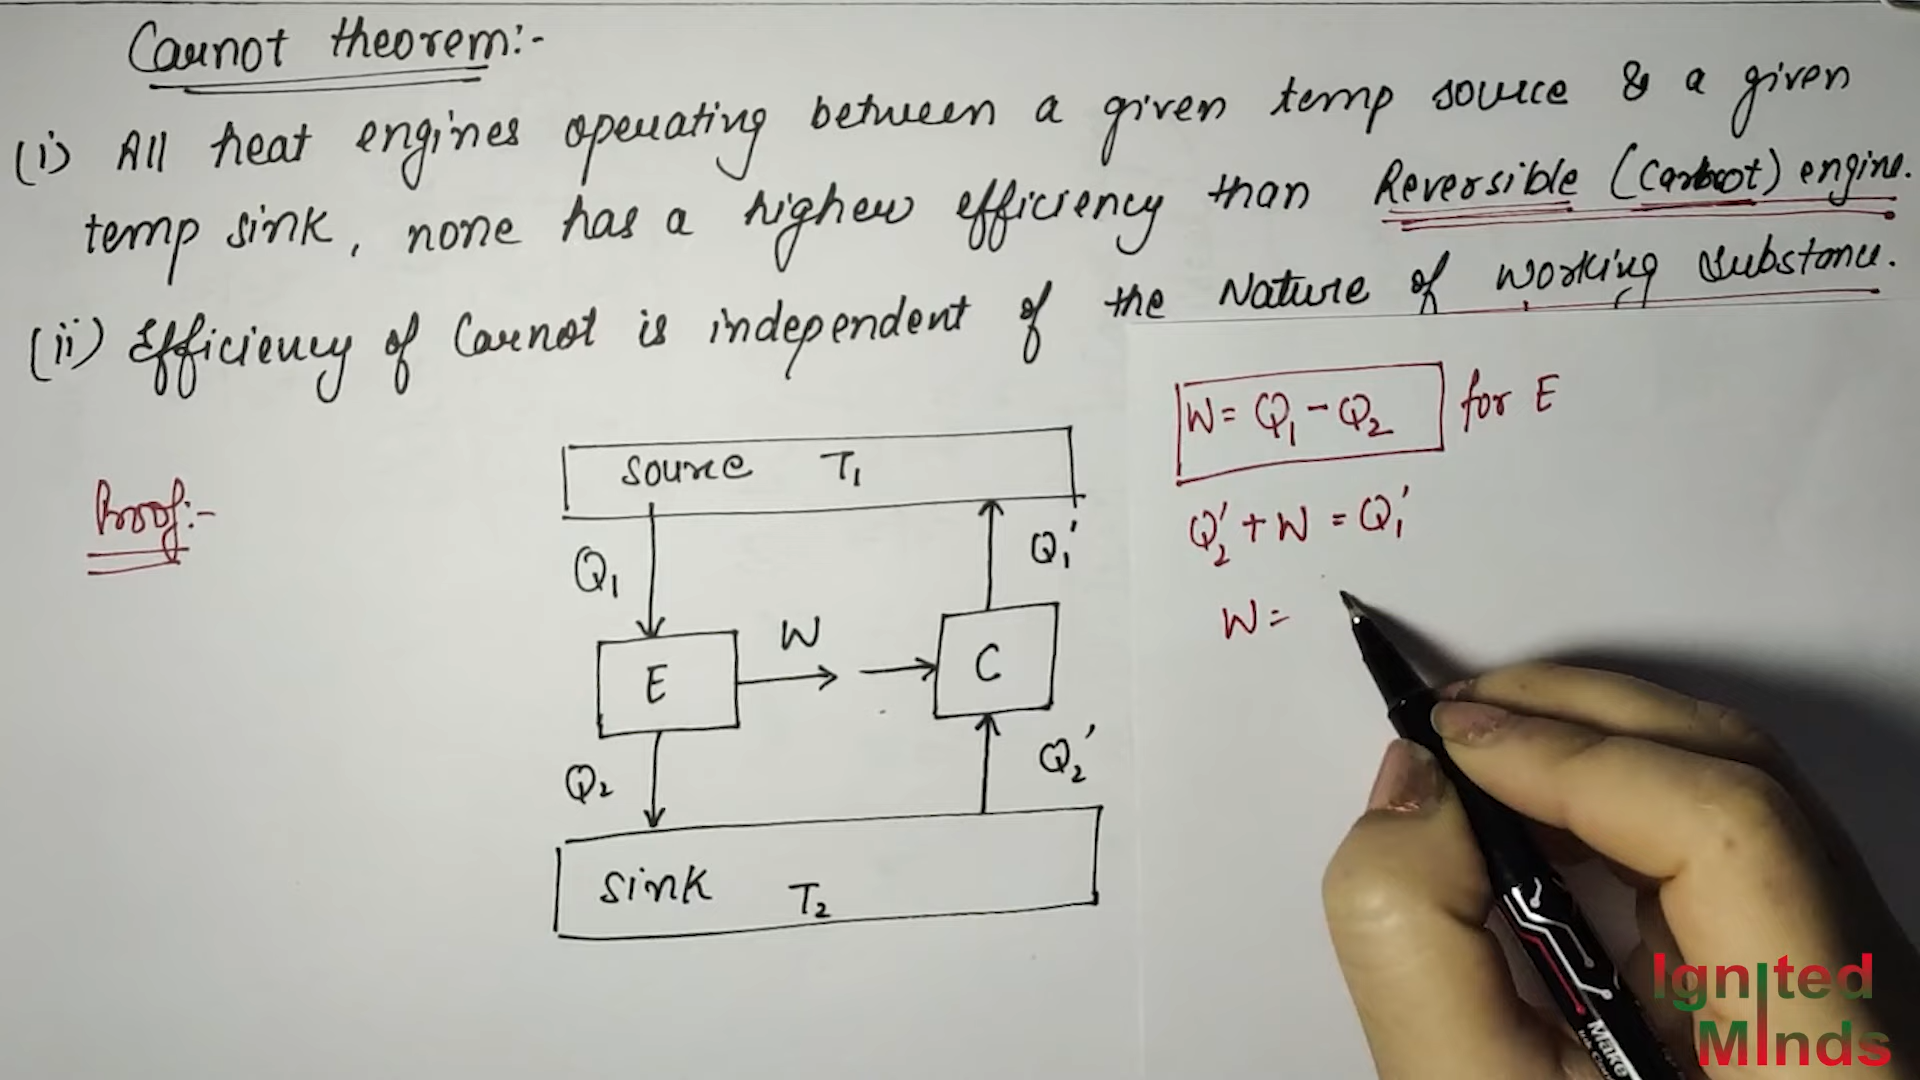 Carnot theorem:-
(i) All heat engines operating between a given temp source & a given
temp sink, none has a higher efficiency than Reversible (Carnot) engine.
(ii) Efficiency of Carnot is independent of the Nature of working substance.
Proof:-
source T₁
Q₁
Q₁'
E
W
C
Q₂
Q₂'
sink T₂
W = Q₁ - Q₂ for E
Q₂' + W = Q₁'
W =
Make
Ignited
Minds